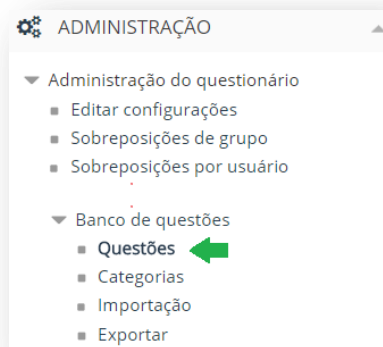 ADMINISTRAÇÃO
Administração do questionário
Editar configurações
Sobreposições de grupo
Sobreposições por usuário
Banco de questões
Questões
Categorias
Importação
Exportar